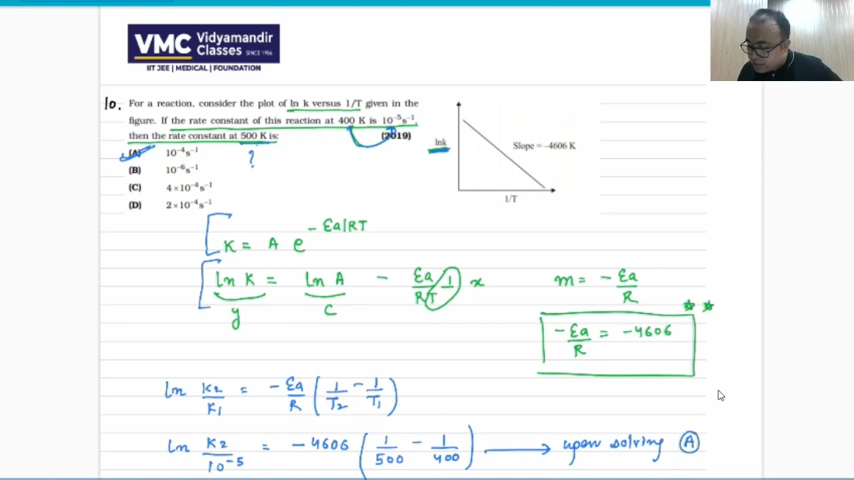 VMC Vidyamandir Classes SINCE 1986
IIT JEE | MEDICAL | FOUNDATION
10. For a reaction, consider the plot of ln k versus 1/T given in the
figure. If the rate constant of this reaction at 400 K is 10⁻⁵s⁻¹,
then the rate constant at 500 K is: (2019)
(A) 10⁻⁴s⁻¹
?
(B) 10⁻⁶s⁻¹
(C) 4×10⁻⁴s⁻¹
(D) 2×10⁻⁴s⁻¹
lnk
Slope = -4606 K
1/T
K = A e^(-Ea/RT)
ln K = ln A - Ea/RT 1/T x
y C
m = - Ea/R
-Ea/R = -4606
ln K2/K1 = -Ea/R (1/T2 - 1/T1)
ln K2/10⁻⁵ = -4606 (1/500 - 1/400) → upon solving (A)